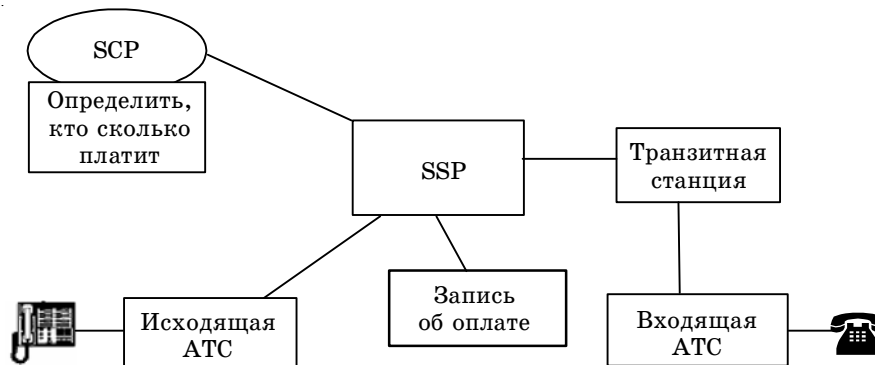 SCP
Определить,
кто сколько
платит
SSP
Транзитная
станция
Исходящая
АТС
Запись
об оплате
Входящая
АТС